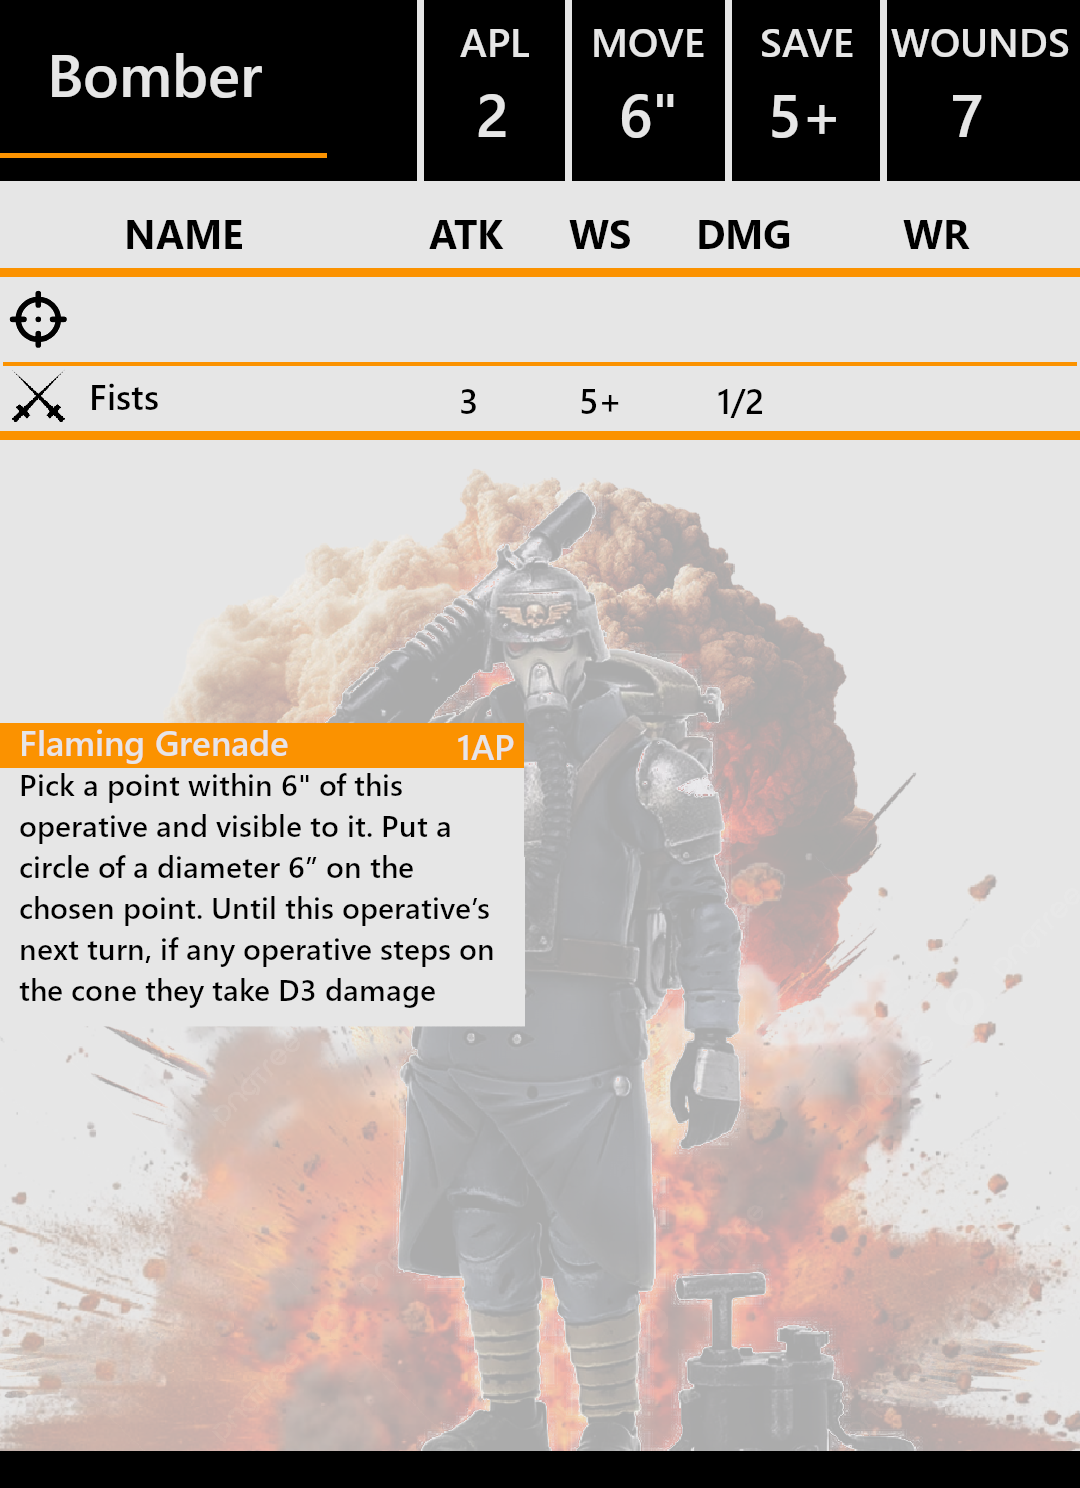 Bomber
APL
MOVE
SAVE
WOUNDS
2
6"
5+
7
NAME
ATK
WS
DMG
WR
Fists
3
5+
1/2
Flaming Grenade
1AP
Pick a point within 6" of this
operative and visible to it. Put a
circle of a diameter 6” on the
chosen point. Until this operative’s
next turn, if any operative steps on
the cone they take D3 damage